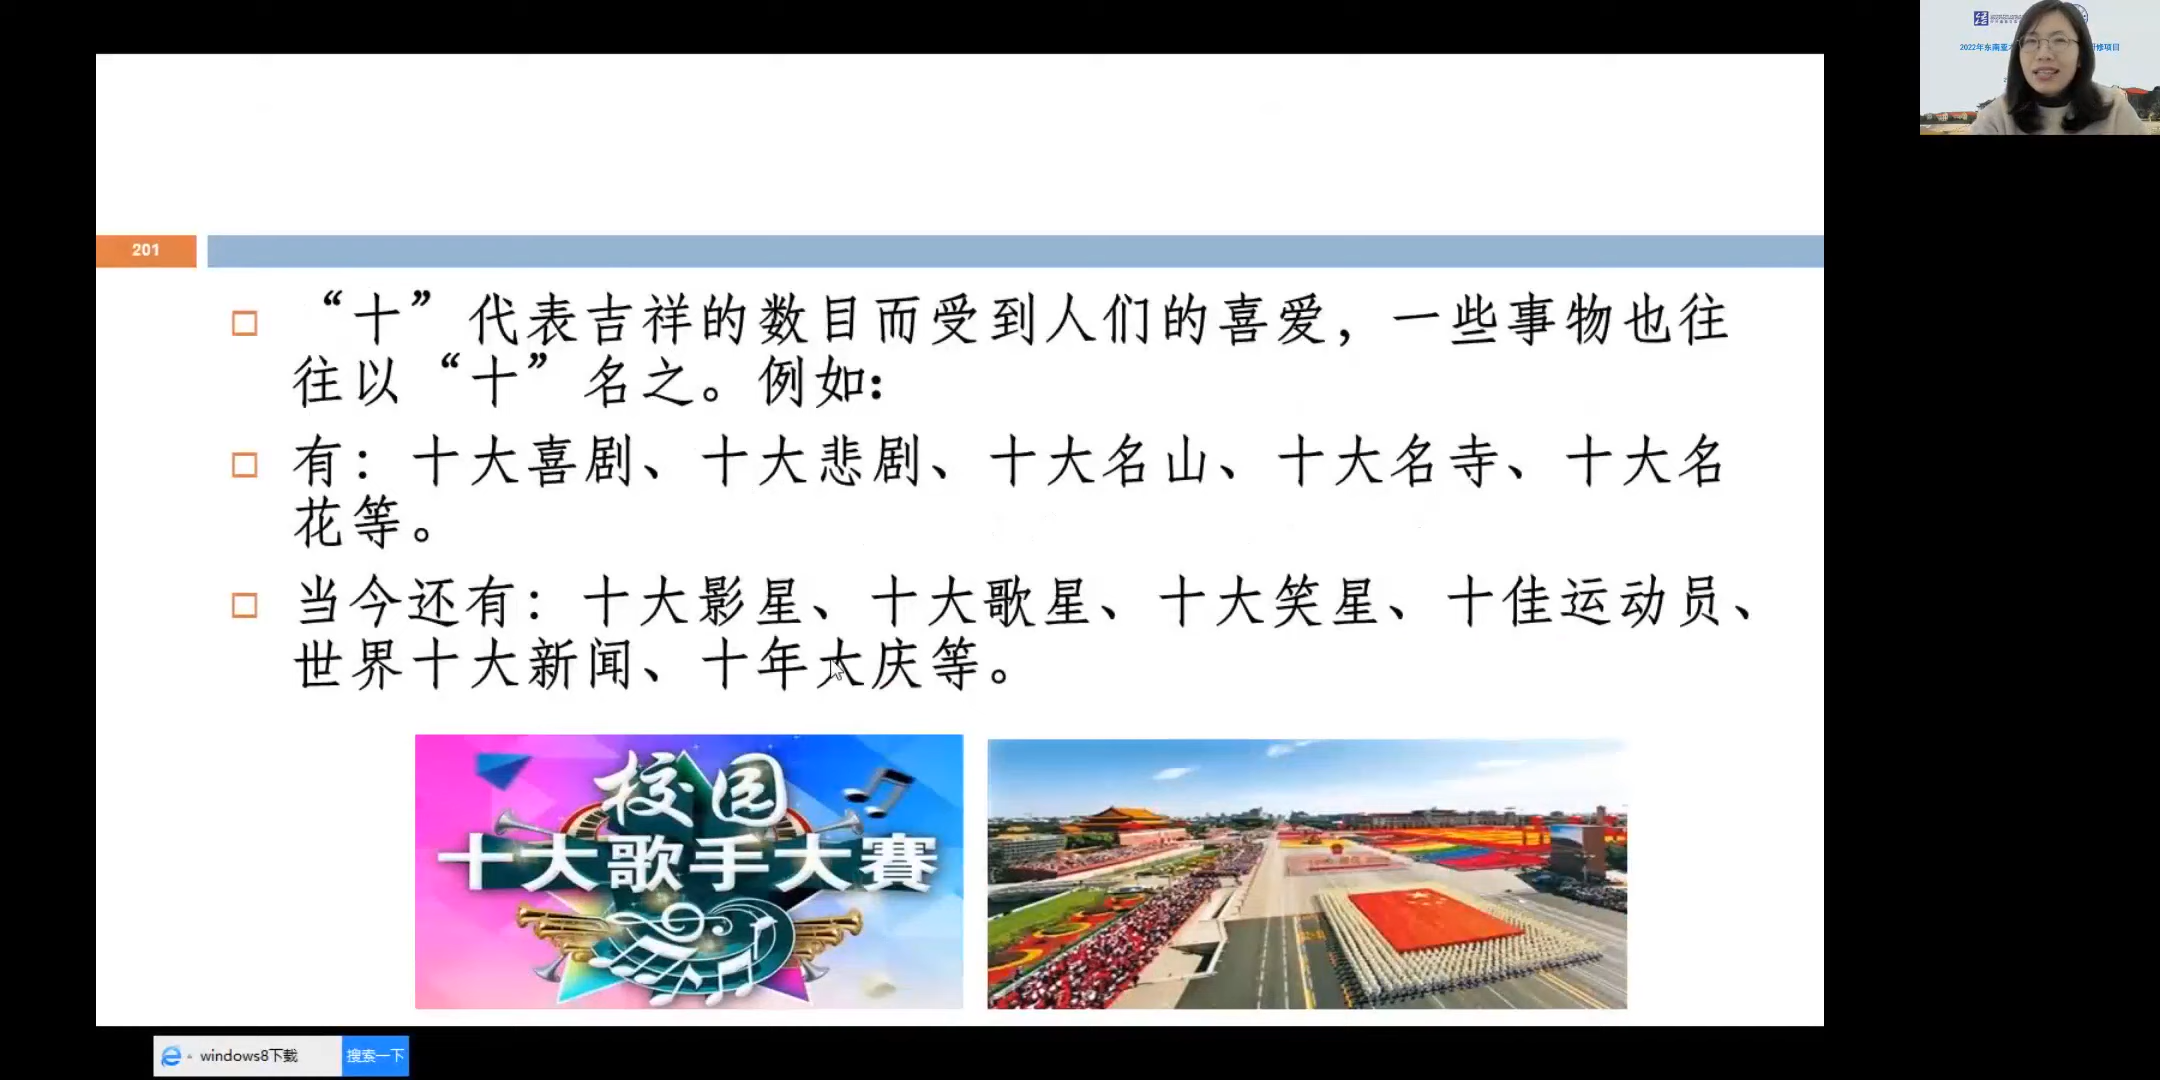 2022年东南亚
研修项目
201
“十”代表吉祥的数目而受到人们的喜爱，一些事物也往
往以“十”名之。例如：
有：十大喜剧、十大悲剧、十大名山、十大名寺、十大名
花等。
当今还有：十大影星、十大歌星、十大笑星、十佳运动员、
世界十大新闻、十年大庆等。
校园
十大歌手大賽
windows8下载
搜索一下